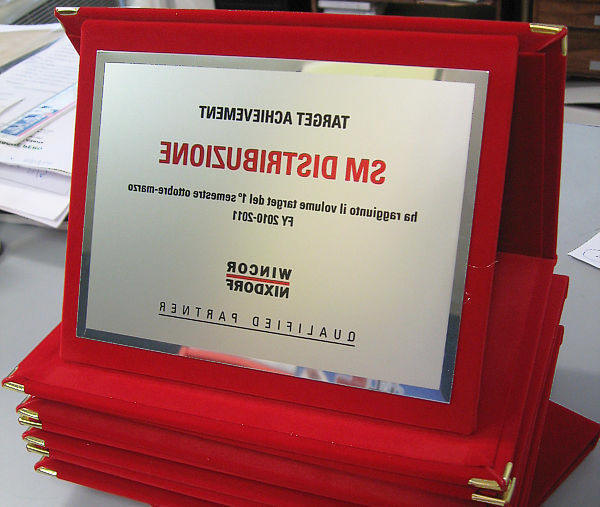 TARGET ACHIEVEMENT
SM DISTRIBUZIONE
ha raggiunto il volume target del 1° semestre ottobre-marzo
FY 2010-2011
WINCOR
NIXDORF
QUALIFIED PARTNER